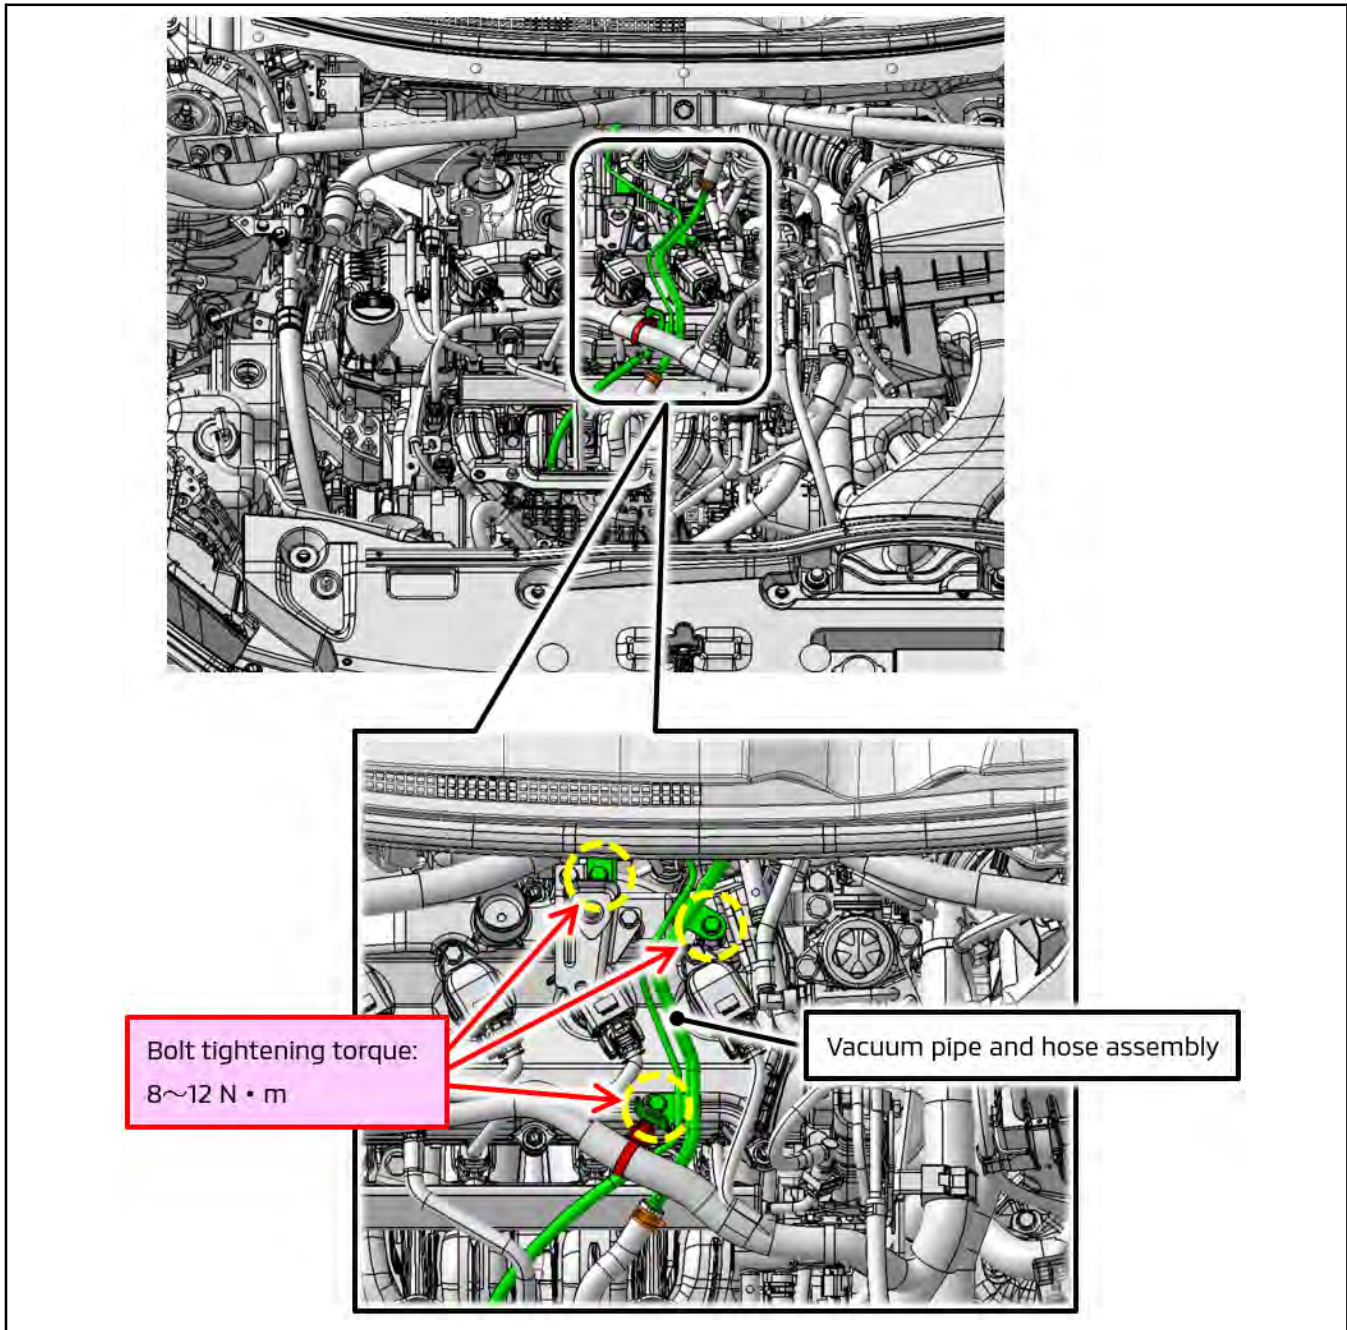 Bolt tightening torque:
8～12 N・m
Vacuum pipe and hose assembly